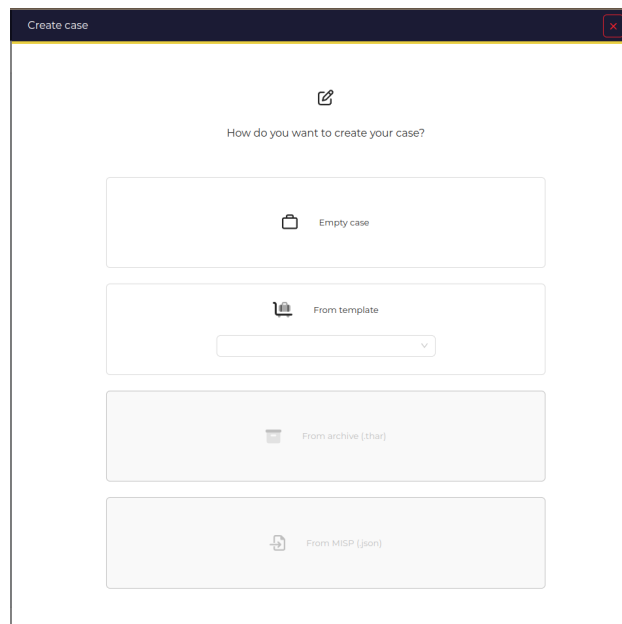 Create case
How do you want to create your case?
Empty case
From template
From archive (.thar)
From MISP (.json)